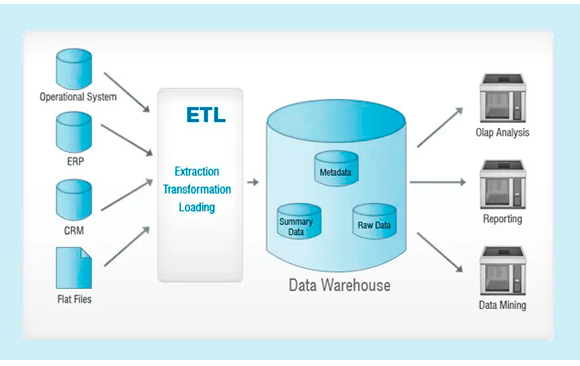 Operational System
ERP
CRM
Flat Files
ETL
Extraction
Transformation
Loading
Metadata
Summary
Data
Raw Data
Data Warehouse
Olap Analysis
Reporting
Data Mining